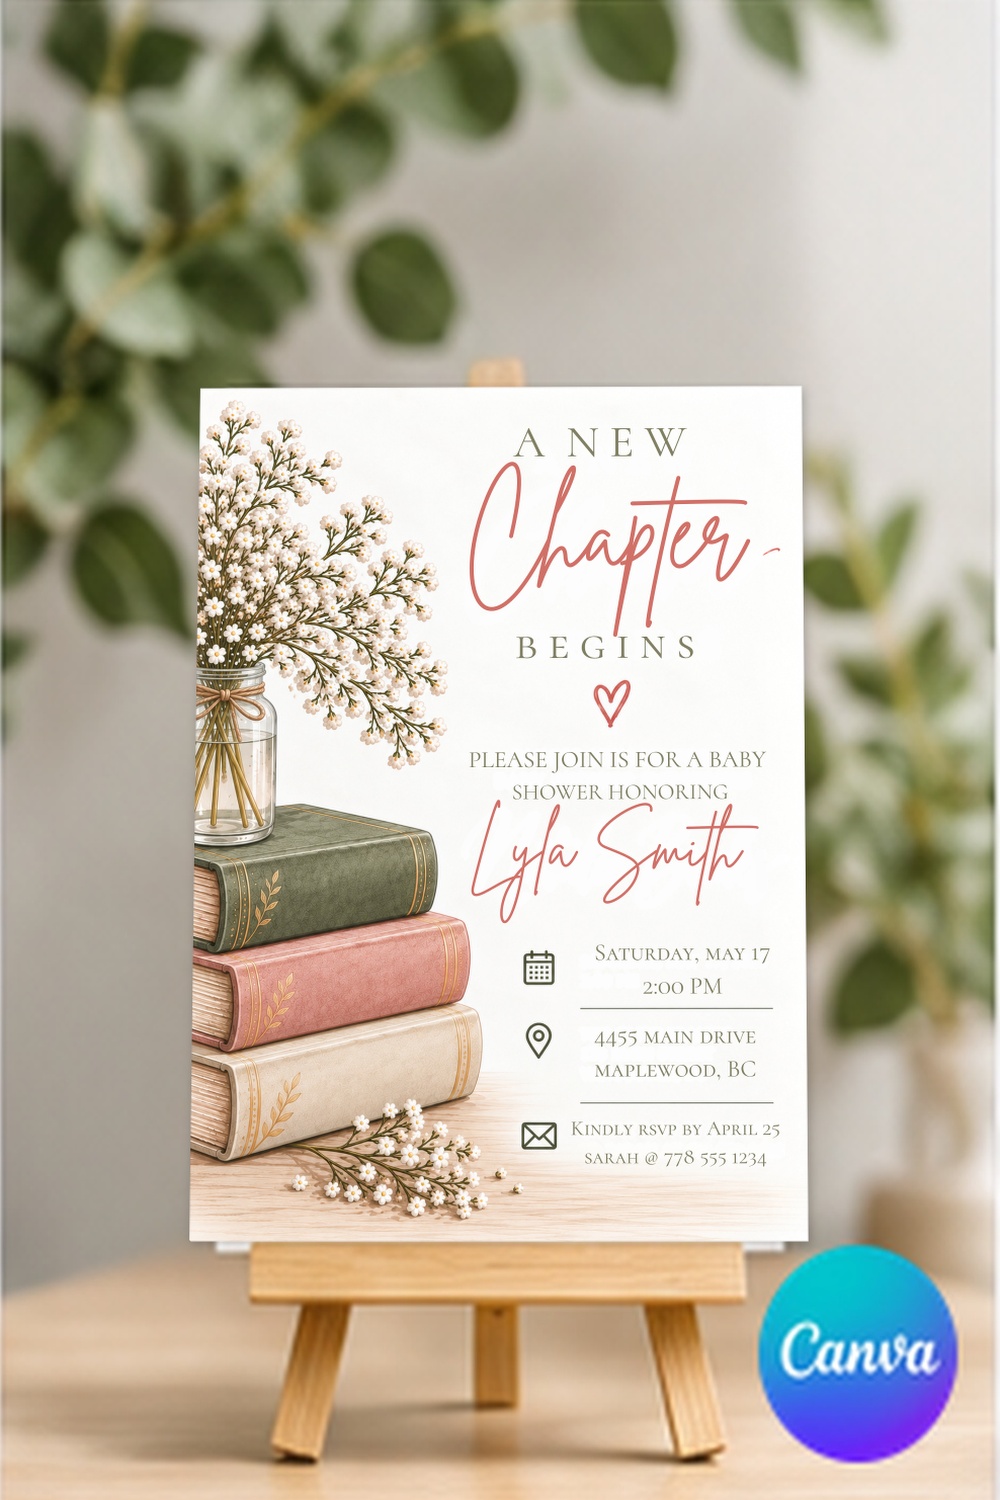 A NEW
Chapter
BEGINS
PLEASE JOIN IS FOR A BABY
SHOWER HONORING
Lyla Smith
Saturday, may 17
2:00 PM
4455 main drive
maplewood, BC
Kindly rsvp by April 25
sarah @ 778 555 1234
Canva